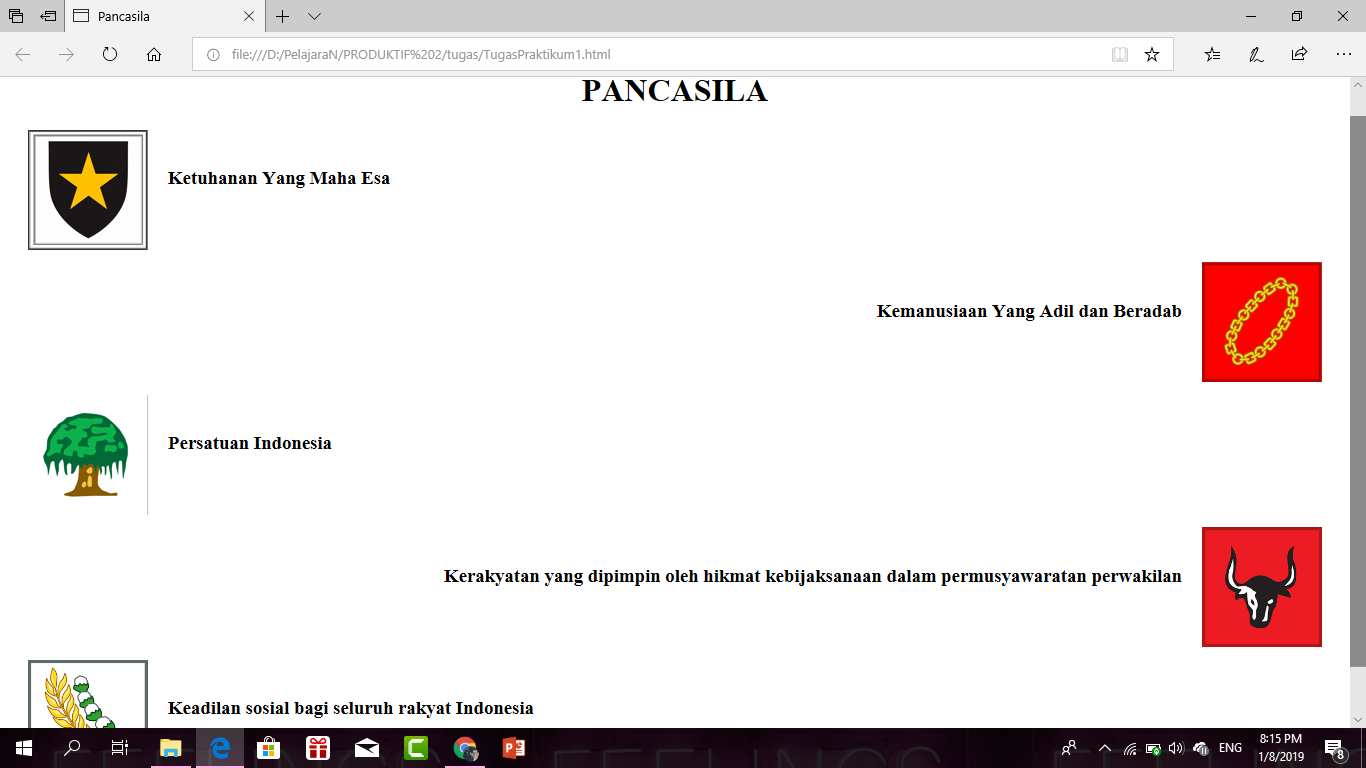 Pancasila
file:///D:/PelajaraN/PRODUKTIF%202/tugas/TugasPraktikum1.html
PANCASILA
Ketuhanan Yang Maha Esa
Kemanusiaan Yang Adil dan Beradab
Persatuan Indonesia
Kerakyatan yang dipimpin oleh hikmat kebijaksanaan dalam permusyawaratan perwakilan
Keadilan sosial bagi seluruh rakyat Indonesia
ENG
8:15 PM
1/8/2019
8